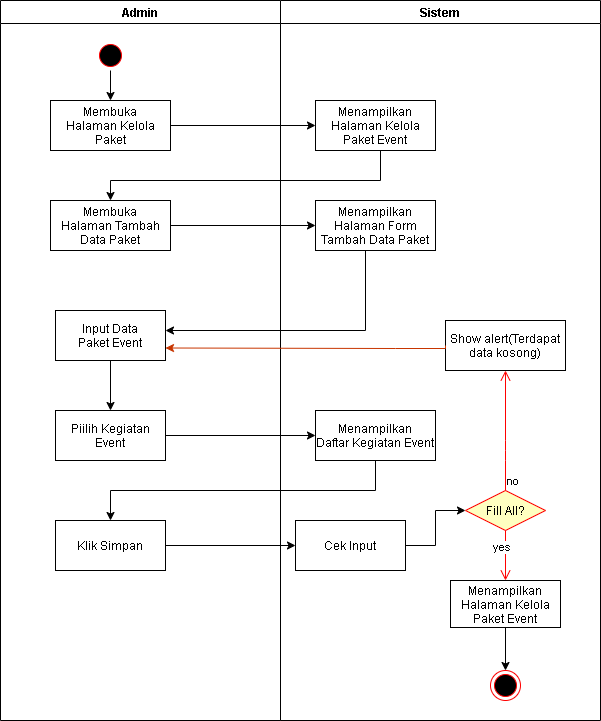 Admin
Sistem
Membuka
Halaman Kelola
Paket
Menampilkan
Halaman Kelola
Paket Event
Membuka
Halaman Tambah
Data Paket
Menampilkan
Halaman Form
Tambah Data Paket
Input Data
Paket Event
Show alert(Terdapat
data kosong)
Piilih Kegiatan
Event
Menampilkan
Daftar Kegiatan Event
no
Klik Simpan
Cek Input
Fill All?
yes
Menampilkan
Halaman Kelola
Paket Event